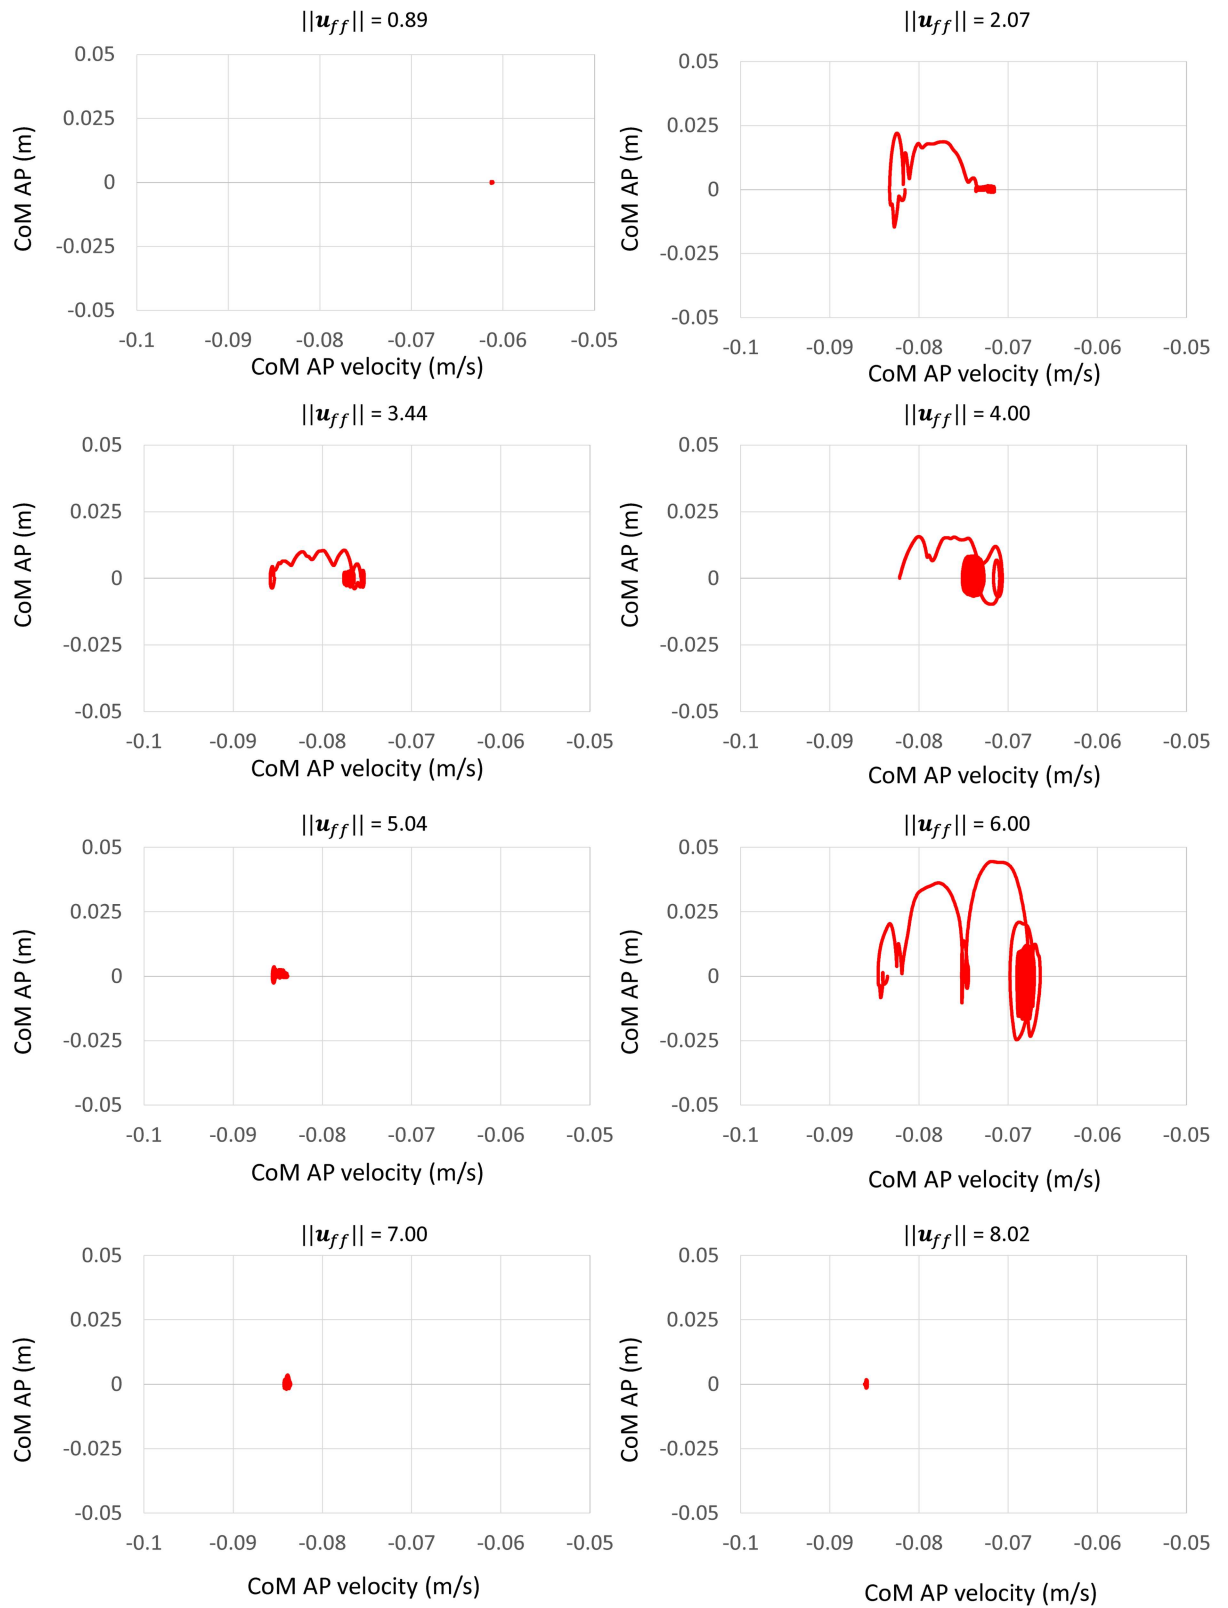 ||u_ff|| = 0.89
0.05
0.025
0
-0.025
-0.05
CoM AP (m)
-0.1 -0.09 -0.08 -0.07 -0.06 -0.05
CoM AP velocity (m/s)
||u_ff|| = 2.07
0.05
0.025
0
-0.025
-0.05
CoM AP (m)
-0.1 -0.09 -0.08 -0.07 -0.06 -0.05
CoM AP velocity (m/s)
||u_ff|| = 3.44
0.05
0.025
0
-0.025
-0.05
CoM AP (m)
-0.1 -0.09 -0.08 -0.07 -0.06 -0.05
CoM AP velocity (m/s)
||u_ff|| = 4.00
0.05
0.025
0
-0.025
-0.05
CoM AP (m)
-0.1 -0.09 -0.08 -0.07 -0.06 -0.05
CoM AP velocity (m/s)
||u_ff|| = 5.04
0.05
0.025
0
-0.025
-0.05
CoM AP (m)
-0.1 -0.09 -0.08 -0.07 -0.06 -0.05
CoM AP velocity (m/s)
||u_ff|| = 6.00
0.05
0.025
0
-0.025
-0.05
CoM AP (m)
-0.1 -0.09 -0.08 -0.07 -0.06 -0.05
CoM AP velocity (m/s)
||u_ff|| = 7.00
0.05
0.025
0
-0.025
-0.05
CoM AP (m)
-0.1 -0.09 -0.08 -0.07 -0.06 -0.05
CoM AP velocity (m/s)
||u_ff|| = 8.02
0.05
0.025
0
-0.025
-0.05
CoM AP (m)
-0.1 -0.09 -0.08 -0.07 -0.06 -0.05
CoM AP velocity (m/s)